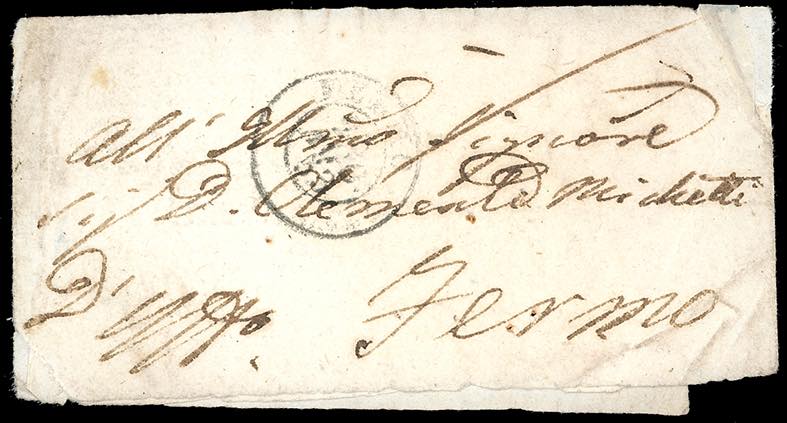 All' Illmo Signore
Sig D. Clemente Michetti
D' Uffo. Fermo